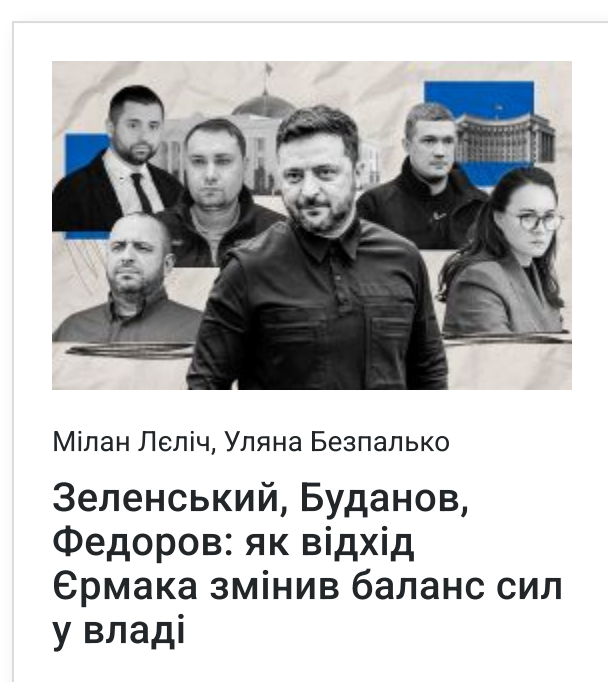 Мілан Лєліч, Уляна Безпалько
Зеленський, Буданов,
Федоров: як відхід
Єрмака змінив баланс сил
у владі